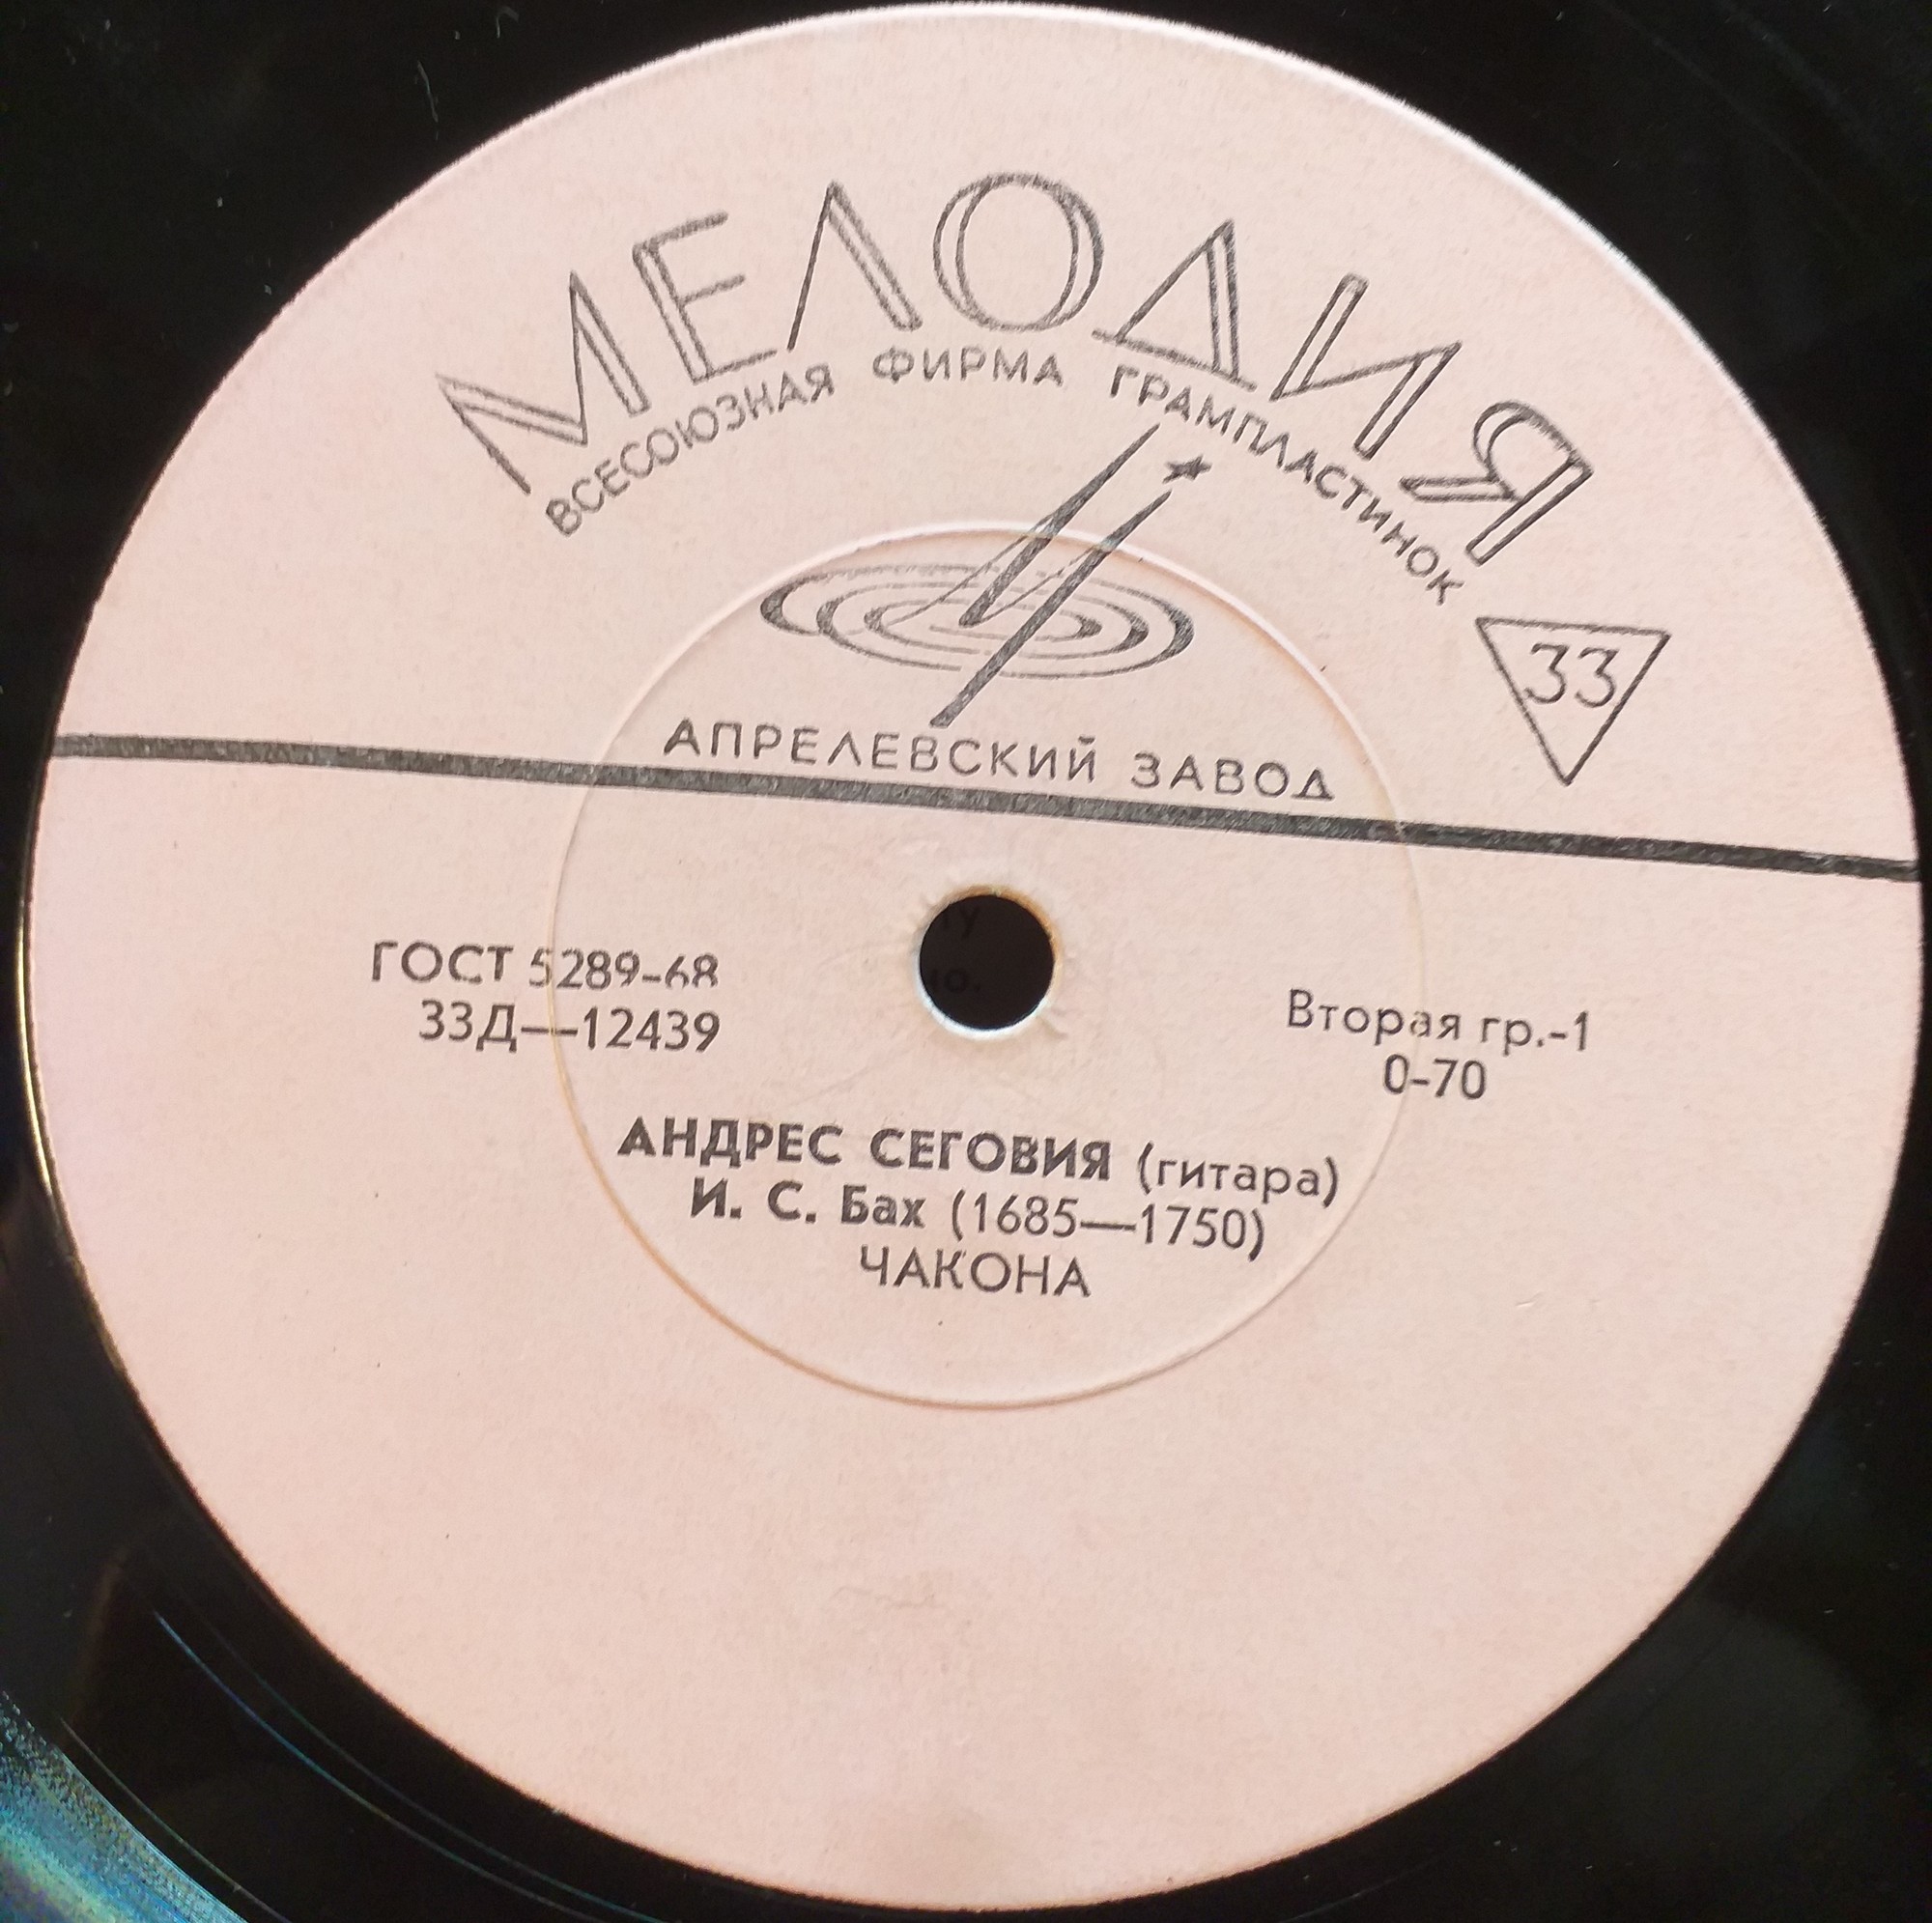 МЕЛОДИЯ
ВСЕСОЮЗНАЯ ФИРМА ГРАМПЛАСТИНОК
33
АПРЕЛЕВСКИЙ ЗАВОД
ГОСТ 5289-68
33Д—12439
Вторая гр.-1
0-70
АНДРЕС СЕГОВИЯ (гитара)
И. С. Бах (1685—1750)
ЧАКОНА